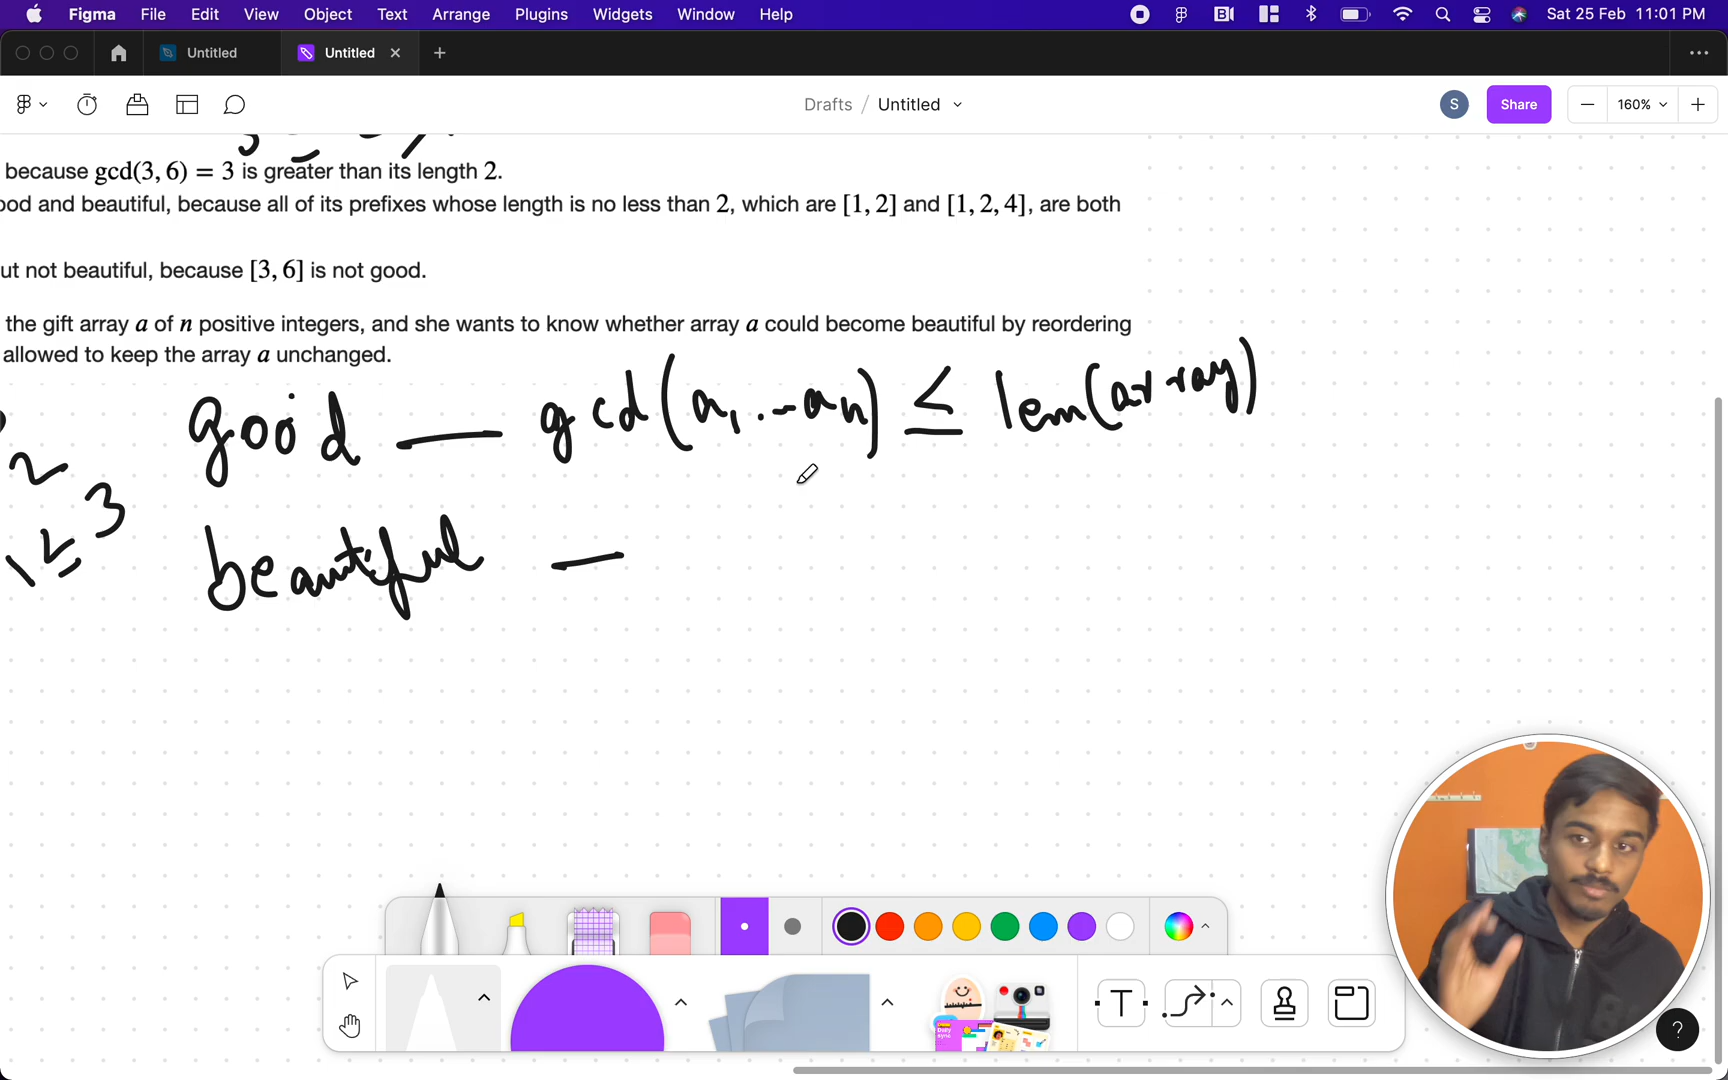 Figma File Edit View Object Text Arrange Plugins Widgets Window Help Sat 25 Feb 11:01 PM
Untitled Untitled
Drafts / Untitled S Share 160%
because gcd(3, 6) = 3 is greater than its length 2.
ood and beautiful, because all of its prefixes whose length is no less than 2, which are [1, 2] and [1, 2, 4], are both
ut not beautiful, because [3, 6] is not good.
the gift array a of n positive integers, and she wants to know whether array a could become beautiful by reordering
allowed to keep the array a unchanged.
good — gcd(a1 .. an) ≤ len(array)
2
3
1 ≤
beautiful —
T
?